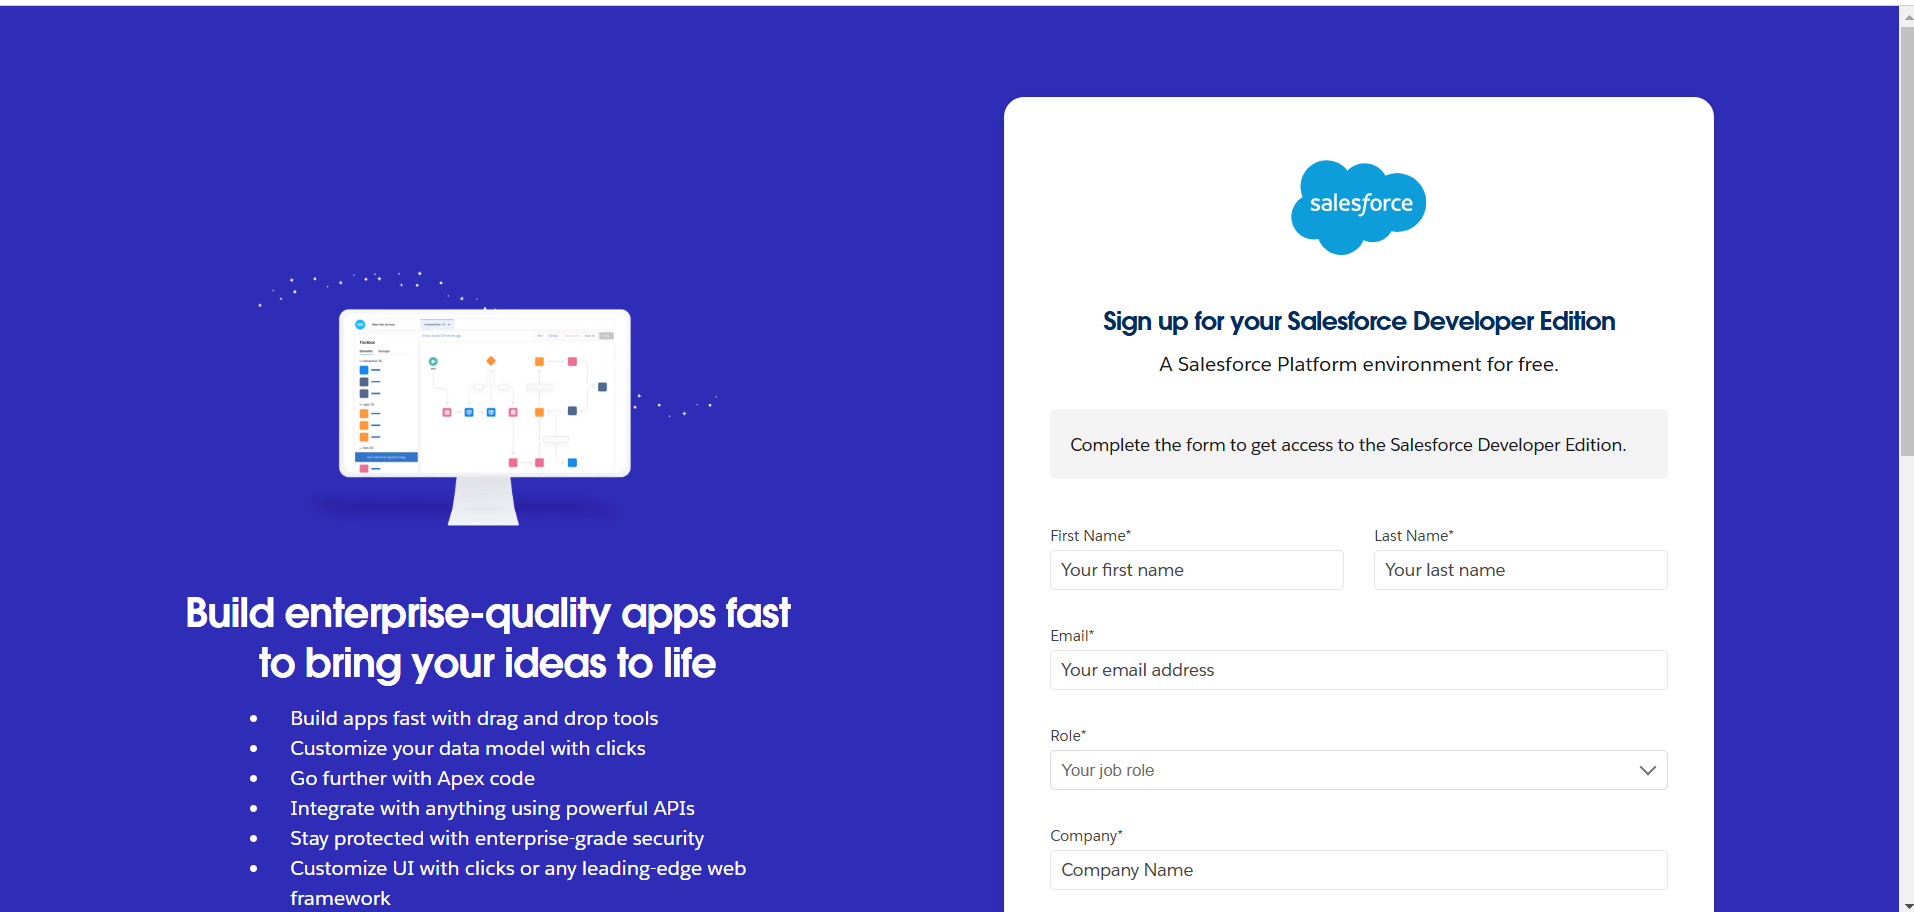 Toolbox
Build enterprise-quality apps fast
to bring your ideas to life
Build apps fast with drag and drop tools
Customize your data model with clicks
Go further with Apex code
Integrate with anything using powerful APIs
Stay protected with enterprise-grade security
Customize UI with clicks or any leading-edge web
framework
salesforce
Sign up for your Salesforce Developer Edition
A Salesforce Platform environment for free.
Complete the form to get access to the Salesforce Developer Edition.
First Name*
Last Name*
Your first name
Your last name
Email*
Your email address
Role*
Your job role
Company*
Company Name